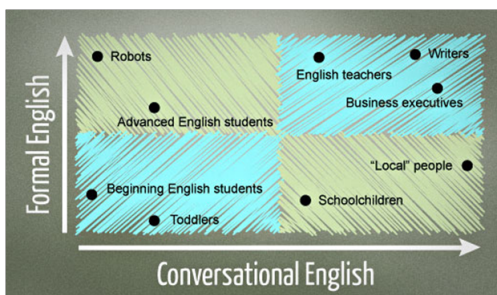 Robots
Writers
English teachers
Business executives
Advanced English students
"Local" people
Beginning English students
Schoolchildren
Toddlers
Formal English
Conversational English